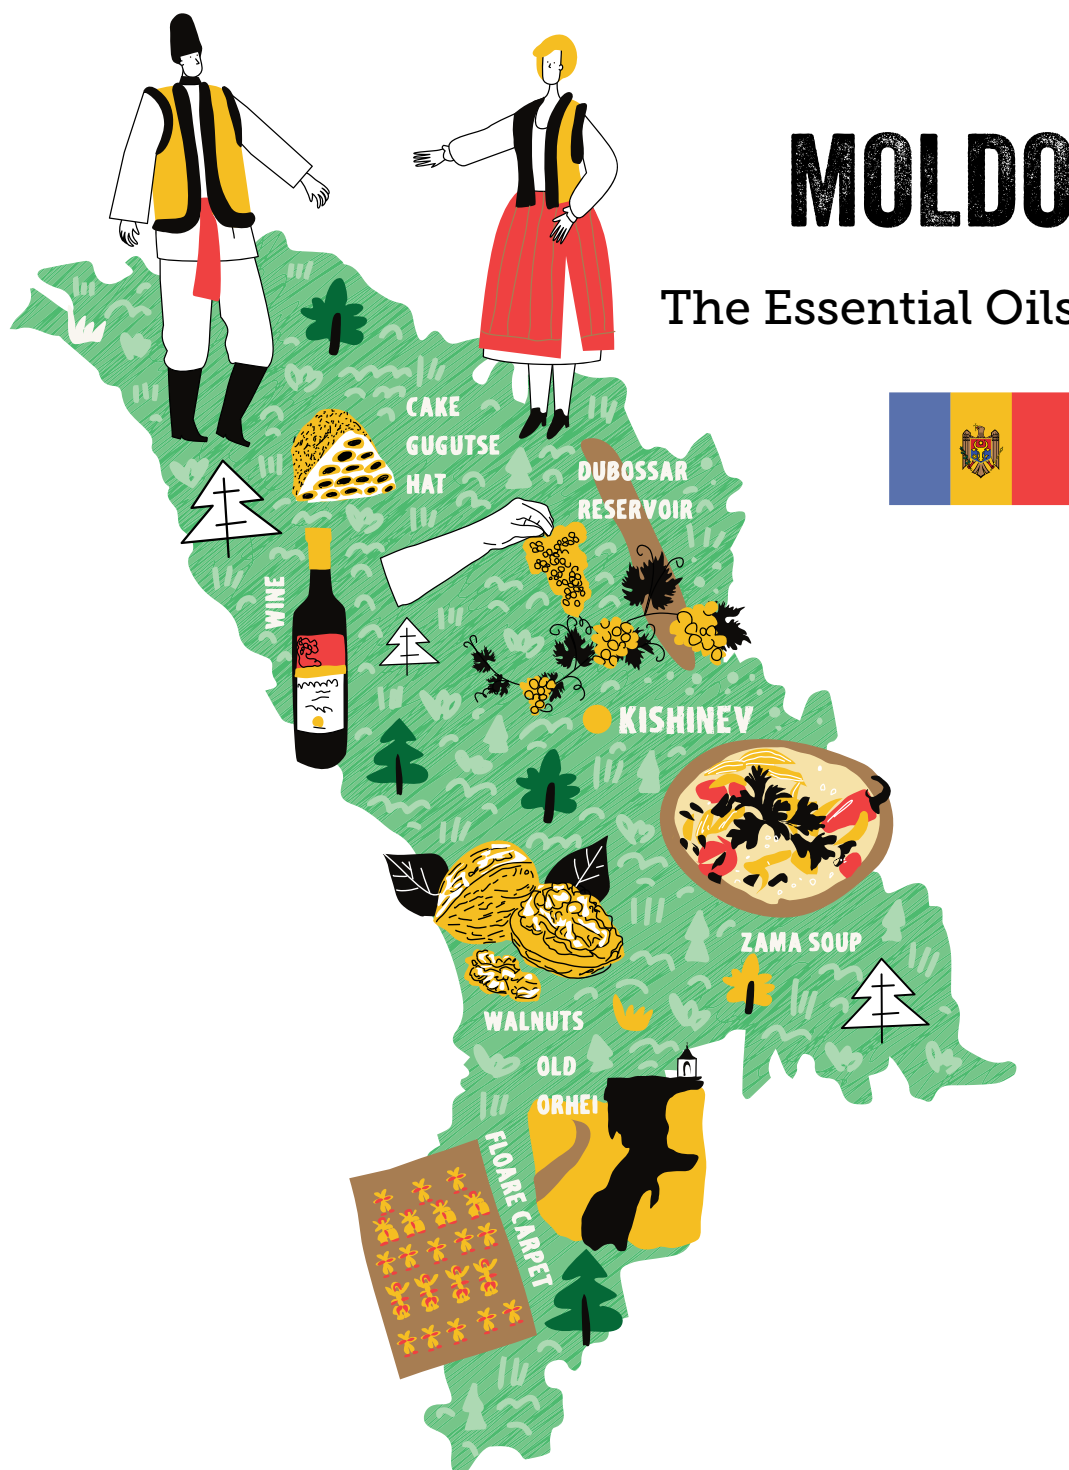 MOLDO
The Essential Oils
CAKE
GUGUTSE
HAT
DUBOSSAR
RESERVOIR
WINE
KISHINEV
ZAMA SOUP
WALNUTS
OLD
ORHEI
FLOARE CARPET